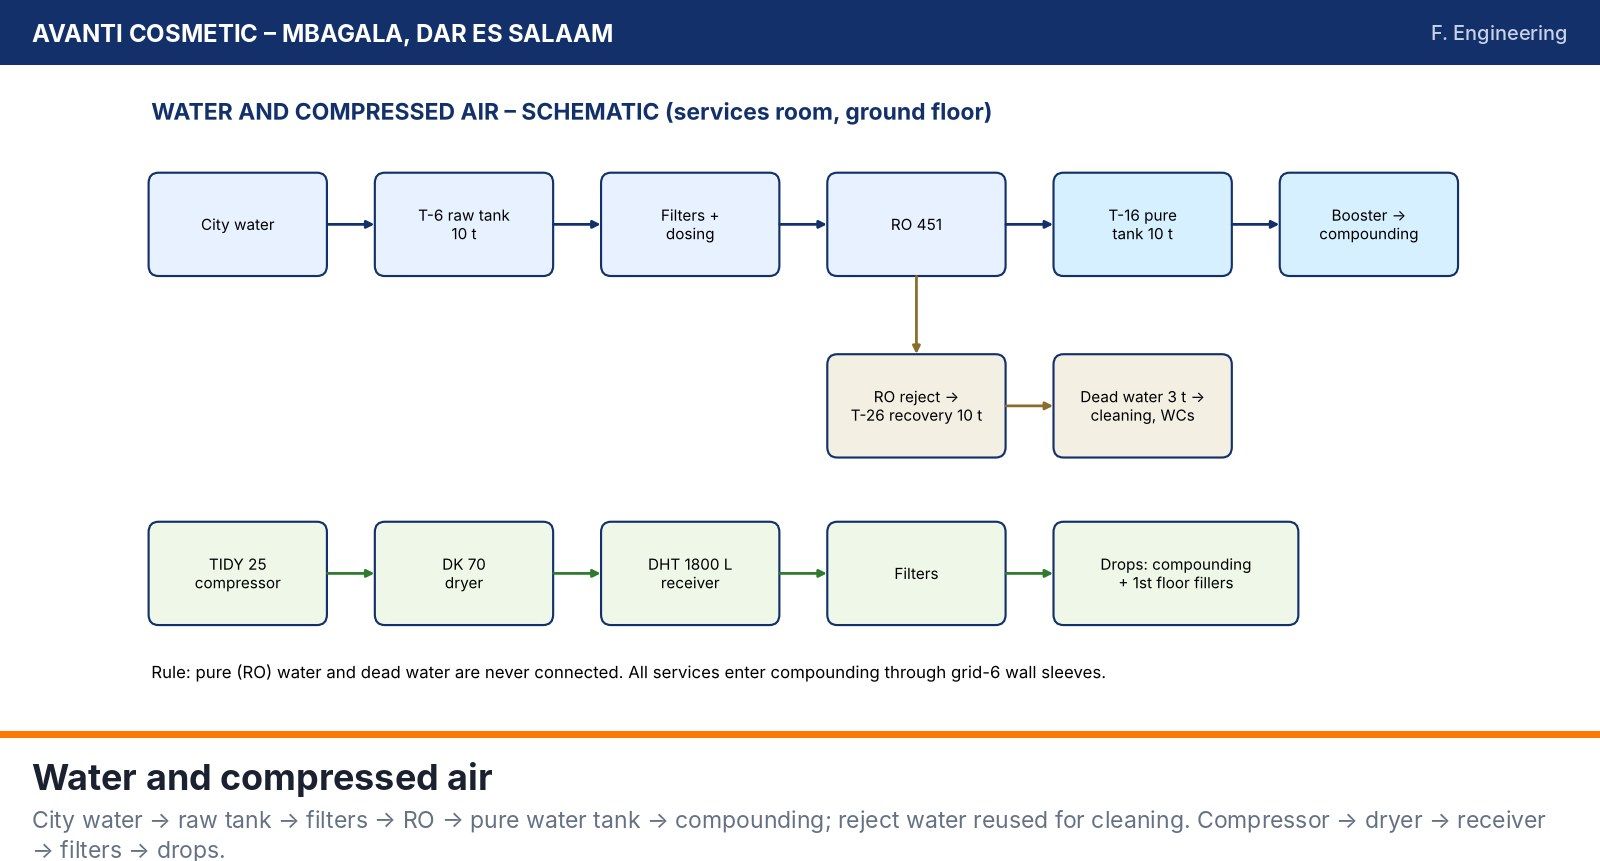 AVANTI COSMETIC – MBAGALA, DAR ES SALAAM
F. Engineering
WATER AND COMPRESSED AIR – SCHEMATIC (services room, ground floor)
City water
T-6 raw tank
10 t
Filters +
dosing
RO 451
T-16 pure
tank 10 t
Booster →
compounding
RO reject →
T-26 recovery 10 t
Dead water 3 t →
cleaning, WCs
TIDY 25
compressor
DK 70
dryer
DHT 1800 L
receiver
Filters
Drops: compounding
+ 1st floor fillers
Rule: pure (RO) water and dead water are never connected. All services enter compounding through grid-6 wall sleeves.
Water and compressed air
City water → raw tank → filters → RO → pure water tank → compounding; reject water reused for cleaning. Compressor → dryer → receiver
→ filters → drops.